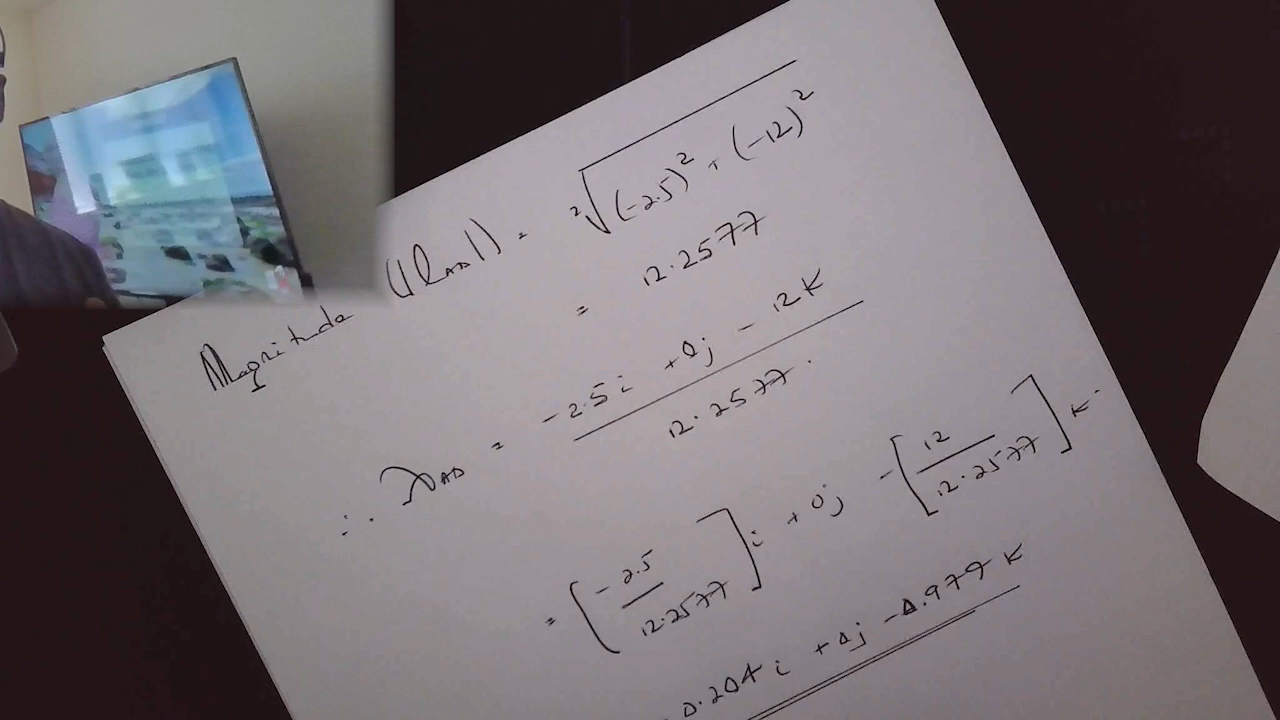 Magnitude (|l_AD|) = ²√(-2.5)² + (-12)²
= 12.2577
∴ λ_AD = -2.5i + 0j - 12K / 12.2577
= [-2.5 / 12.2577] i + 0j - [12 / 12.2577] K
0.204i + 0j - 0.979K